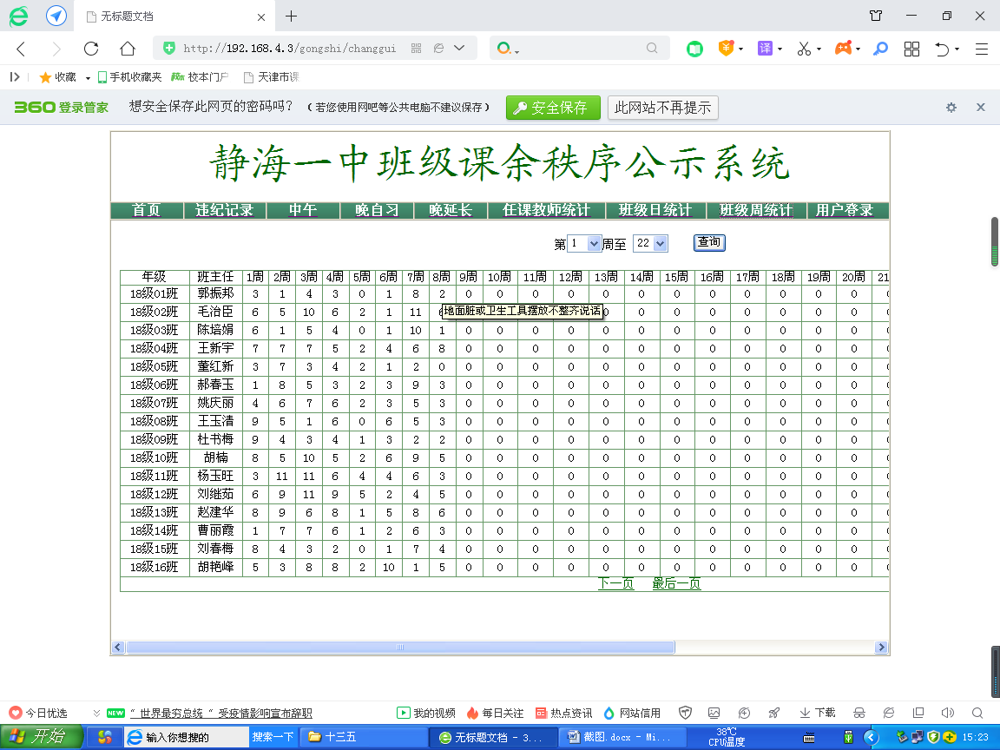 无标题文档
http://192.168.4.3/gongshi/changgui
收藏 手机收藏夹 校本门户 天津市课
360登录管家 想安全保存此网页的密码吗? (若您使用网吧等公共电脑不建议保存) 安全保存 此网站不再提示
静海一中班级课余秩序公示系统
首页 违纪记录 中午 晚自习 晚延长 任课教师统计 班级日统计 班级周统计 用户登录
第 1 周至 22 查询
年级 班主任 1周 2周 3周 4周 5周 6周 7周 8周 9周 10周 11周 12周 13周 14周 15周 16周 17周 18周 19周 20周 21
18级01班 郭振邦 3 1 4 3 0 1 8 2 0 0 0 0 0 0 0 0 0 0 0 0
18级02班 毛治臣 6 5 10 6 2 1 11 地面脏或卫生工具摆放不整齐说话 0 0 0 0 0 0 0
18级03班 陈培娟 6 1 5 4 0 1 10 1 0 0 0 0 0 0 0 0 0 0 0 0
18级04班 王新宇 7 7 7 5 2 4 6 8 0 0 0 0 0 0 0 0 0 0 0 0
18级05班 董红新 3 7 3 4 2 1 2 0 0 0 0 0 0 0 0 0 0 0 0 0
18级06班 郝春玉 1 8 5 3 2 3 9 3 0 0 0 0 0 0 0 0 0 0 0 0
18级07班 姚庆丽 4 6 7 6 2 3 5 3 0 0 0 0 0 0 0 0 0 0 0 0
18级08班 王玉清 9 5 1 6 0 6 5 3 0 0 0 0 0 0 0 0 0 0 0 0
18级09班 杜书梅 9 4 3 4 1 3 2 2 0 0 0 0 0 0 0 0 0 0 0 0
18级10班 胡楠 8 5 10 5 2 6 9 5 0 0 0 0 0 0 0 0 0 0 0 0
18级11班 杨玉旺 3 11 11 6 4 4 6 3 0 0 0 0 0 0 0 0 0 0 0 0
18级12班 刘继茹 6 9 11 9 5 2 4 5 0 0 0 0 0 0 0 0 0 0 0 0
18级13班 赵建华 8 9 6 8 1 5 8 6 0 0 0 0 0 0 0 0 0 0 0 0
18级14班 曹丽霞 1 7 7 6 1 2 6 3 0 0 0 0 0 0 0 0 0 0 0 0
18级15班 刘春梅 8 4 3 2 0 1 7 4 0 0 0 0 0 0 0 0 0 0 0 0
18级16班 胡艳峰 5 3 8 8 2 10 1 5 0 0 0 0 0 0 0 0 0 0 0 0
下一页 最后一页
今日优选 NEW “世界最穷总统“受疫情影响宣布辞职 我的视频 每日关注 热点资讯 网站信用 下载
开始 输入你想搜的 搜索一下 十三五 无标题文档 - 3... 截图.docx - Mi... 38℃ CPU温度 15:23